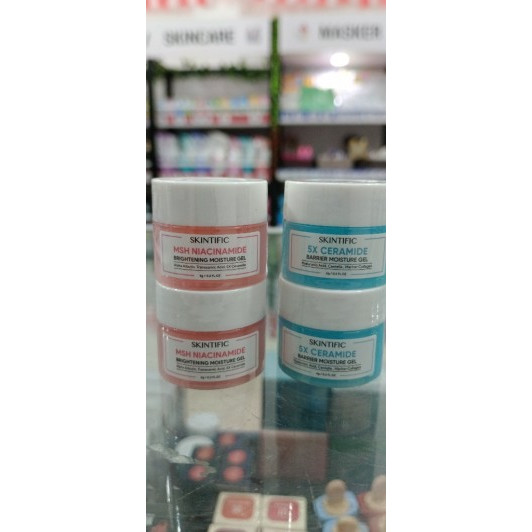 SKINCARE
MASKER
SKINTIFIC
MSH NIACINAMIDE
BRIGHTENING MOISTURE GEL
SKINTIFIC
5X CERAMIDE
BARRIER MOISTURE GEL
SKINTIFIC
MSH NIACINAMIDE
BRIGHTENING MOISTURE GEL
SKINTIFIC
5X CERAMIDE
BARRIER MOISTURE GEL